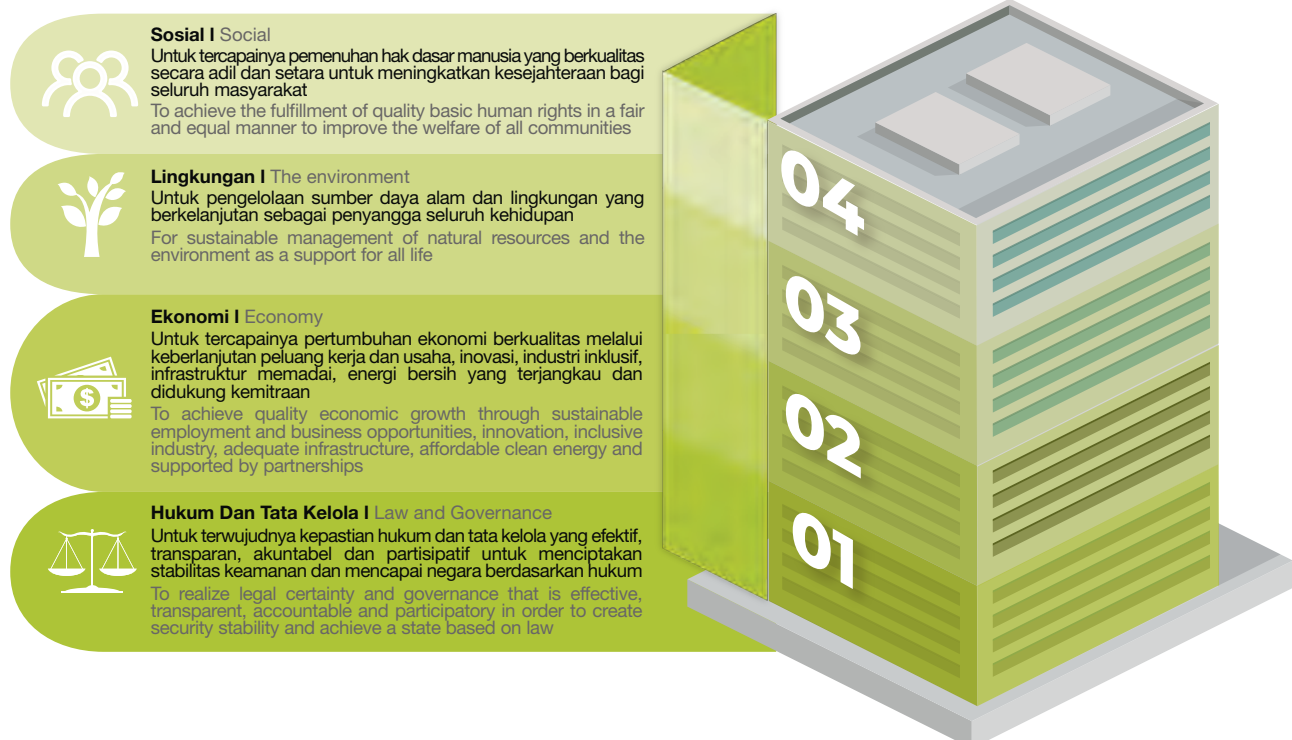 Sosial I Social
Untuk tercapainya pemenuhan hak dasar manusia yang berkualitas
secara adil dan setara untuk meningkatkan kesejahteraan bagi
seluruh masyarakat
To achieve the fulfillment of quality basic human rights in a fair
and equal manner to improve the welfare of all communities
Lingkungan I The environment
Untuk pengelolaan sumber daya alam dan lingkungan yang
berkelanjutan sebagai penyangga seluruh kehidupan
For sustainable management of natural resources and the
environment as a support for all life
Ekonomi I Economy
Untuk tercapainya pertumbuhan ekonomi berkualitas melalui
keberlanjutan peluang kerja dan usaha, inovasi, industri inklusif,
infrastruktur memadai, energi bersih yang terjangkau dan
didukung kemitraan
To achieve quality economic growth through sustainable
employment and business opportunities, innovation, inclusive
industry, adequate infrastructure, affordable clean energy and
supported by partnerships
$
Hukum Dan Tata Kelola I Law and Governance
Untuk terwujudnya kepastian hukum dan tata kelola yang efektif,
transparan, akuntabel dan partisipatif untuk menciptakan
stabilitas keamanan dan mencapai negara berdasarkan hukum
To realize legal certainty and governance that is effective,
transparent, accountable and participatory in order to create
security stability and achieve a state based on law
04
03
02
01